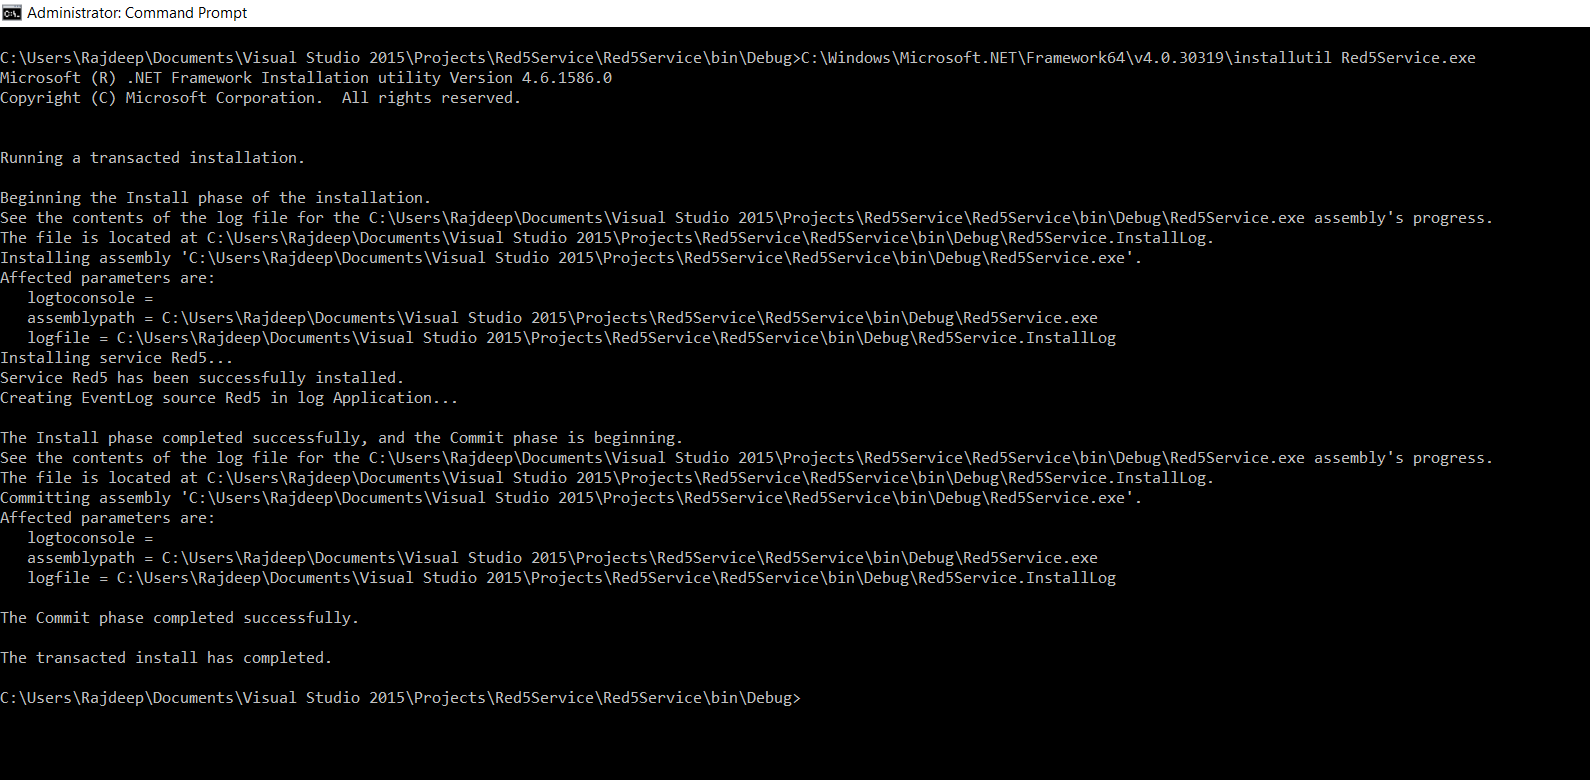 Administrator: Command Prompt
C:\Users\Rajdeep\Documents\Visual Studio 2015\Projects\Red5Service\Red5Service\bin\Debug>C:\Windows\Microsoft.NET\Framework64\v4.0.30319\installutil Red5Service.exe
Microsoft (R) .NET Framework Installation utility Version 4.6.1586.0
Copyright (C) Microsoft Corporation.  All rights reserved.
Running a transacted installation.
Beginning the Install phase of the installation.
See the contents of the log file for the C:\Users\Rajdeep\Documents\Visual Studio 2015\Projects\Red5Service\Red5Service\bin\Debug\Red5Service.exe assembly's progress.
The file is located at C:\Users\Rajdeep\Documents\Visual Studio 2015\Projects\Red5Service\Red5Service\bin\Debug\Red5Service.InstallLog.
Installing assembly 'C:\Users\Rajdeep\Documents\Visual Studio 2015\Projects\Red5Service\Red5Service\bin\Debug\Red5Service.exe'.
Affected parameters are:
   logtoconsole =
   assemblypath = C:\Users\Rajdeep\Documents\Visual Studio 2015\Projects\Red5Service\Red5Service\bin\Debug\Red5Service.exe
   logfile = C:\Users\Rajdeep\Documents\Visual Studio 2015\Projects\Red5Service\Red5Service\bin\Debug\Red5Service.InstallLog
Installing service Red5...
Service Red5 has been successfully installed.
Creating EventLog source Red5 in log Application...
The Install phase completed successfully, and the Commit phase is beginning.
See the contents of the log file for the C:\Users\Rajdeep\Documents\Visual Studio 2015\Projects\Red5Service\Red5Service\bin\Debug\Red5Service.exe assembly's progress.
The file is located at C:\Users\Rajdeep\Documents\Visual Studio 2015\Projects\Red5Service\Red5Service\bin\Debug\Red5Service.InstallLog.
Committing assembly 'C:\Users\Rajdeep\Documents\Visual Studio 2015\Projects\Red5Service\Red5Service\bin\Debug\Red5Service.exe'.
Affected parameters are:
   logtoconsole =
   assemblypath = C:\Users\Rajdeep\Documents\Visual Studio 2015\Projects\Red5Service\Red5Service\bin\Debug\Red5Service.exe
   logfile = C:\Users\Rajdeep\Documents\Visual Studio 2015\Projects\Red5Service\Red5Service\bin\Debug\Red5Service.InstallLog
The Commit phase completed successfully.
The transacted install has completed.
C:\Users\Rajdeep\Documents\Visual Studio 2015\Projects\Red5Service\Red5Service\bin\Debug>